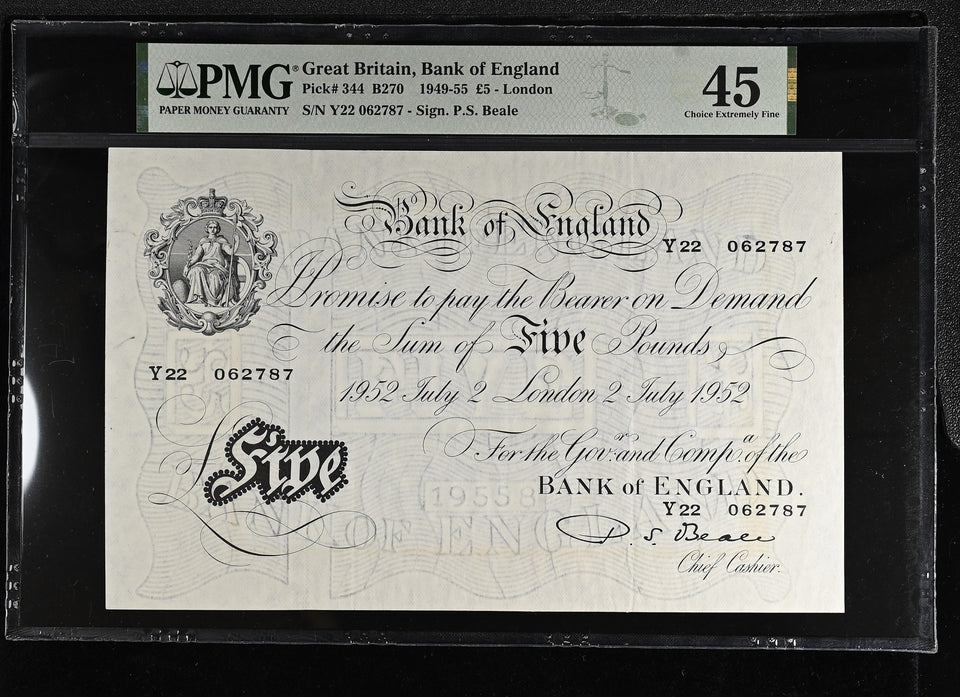 PMG® Great Britain, Bank of England
Pick# 344 B270 1949-55 £5 - London
PAPER MONEY GUARANTY S/N Y22 062787 - Sign. P.S. Beale
45
Choice Extremely Fine
Bank of England
Y22 062787
I Promise to pay the Bearer on Demand
the Sum of Five Pounds
Y22 062787
1952 July 2 London 2 July 1952
For the Govr. and Compa. of the
£Five
BANK of ENGLAND.
Y22 062787
P. S. Beale
Chief Cashier.
OF ENGLAND